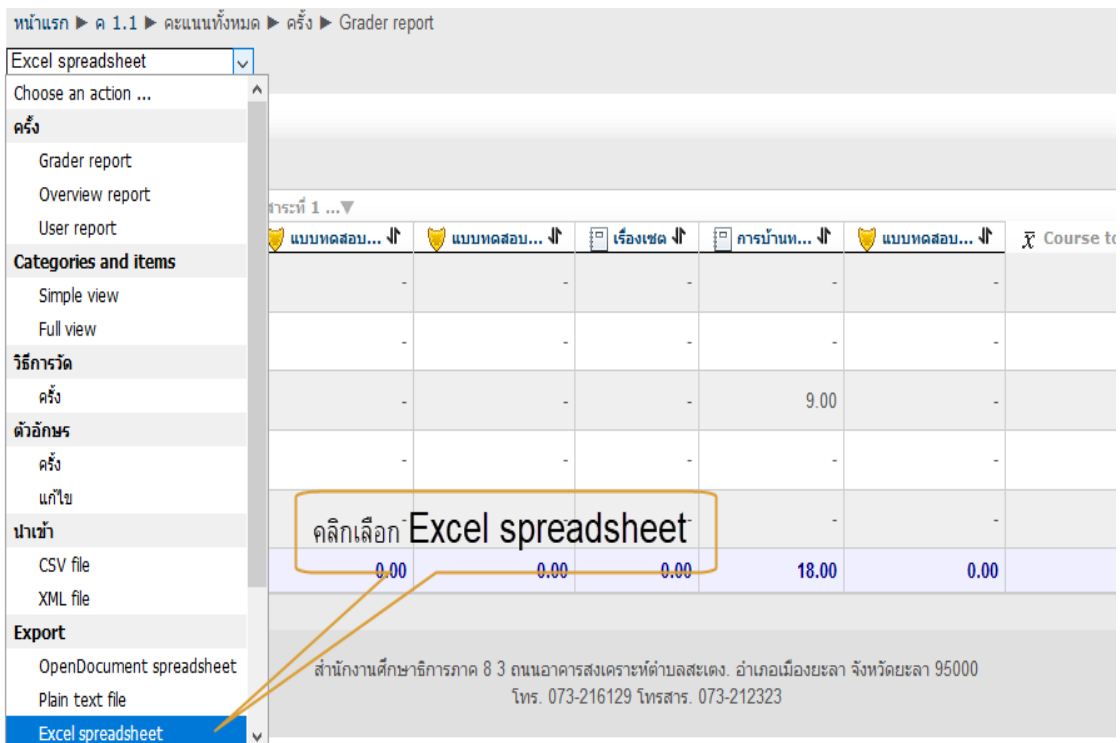 หน้าแรก ▶ ค 1.1 ▶ คะแนนทั้งหมด ▶ ครั้ง ▶ Grader report
Excel spreadsheet
Choose an action ...
ครั้ง
Grader report
Overview report
User report
Categories and items
Simple view
Full view
วิธีการวัด
ครั้ง
ตัวอักษร
ครั้ง
แก้ไข
นำเข้า
CSV file
XML file
Export
OpenDocument spreadsheet
Plain text file
Excel spreadsheet
สาระที่ 1 ...▼
แบบทดสอบ... แบบทดสอบ... เรื่องเซต การบ้านท... แบบทดสอบ... x̄ Course to
- - - - -
- - - - -
- - - 9.00 -
- - - - -
- - - - -
คลิกเลือก Excel spreadsheet
0.00 0.00 0.00 18.00 0.00
สำนักงานศึกษาธิการภาค 8 3 ถนนอาคารสงเคราะห์ตำบลสะเตง. อำเภอเมืองยะลา จังหวัดยะลา 95000
โทร. 073-216129 โทรสาร. 073-212323